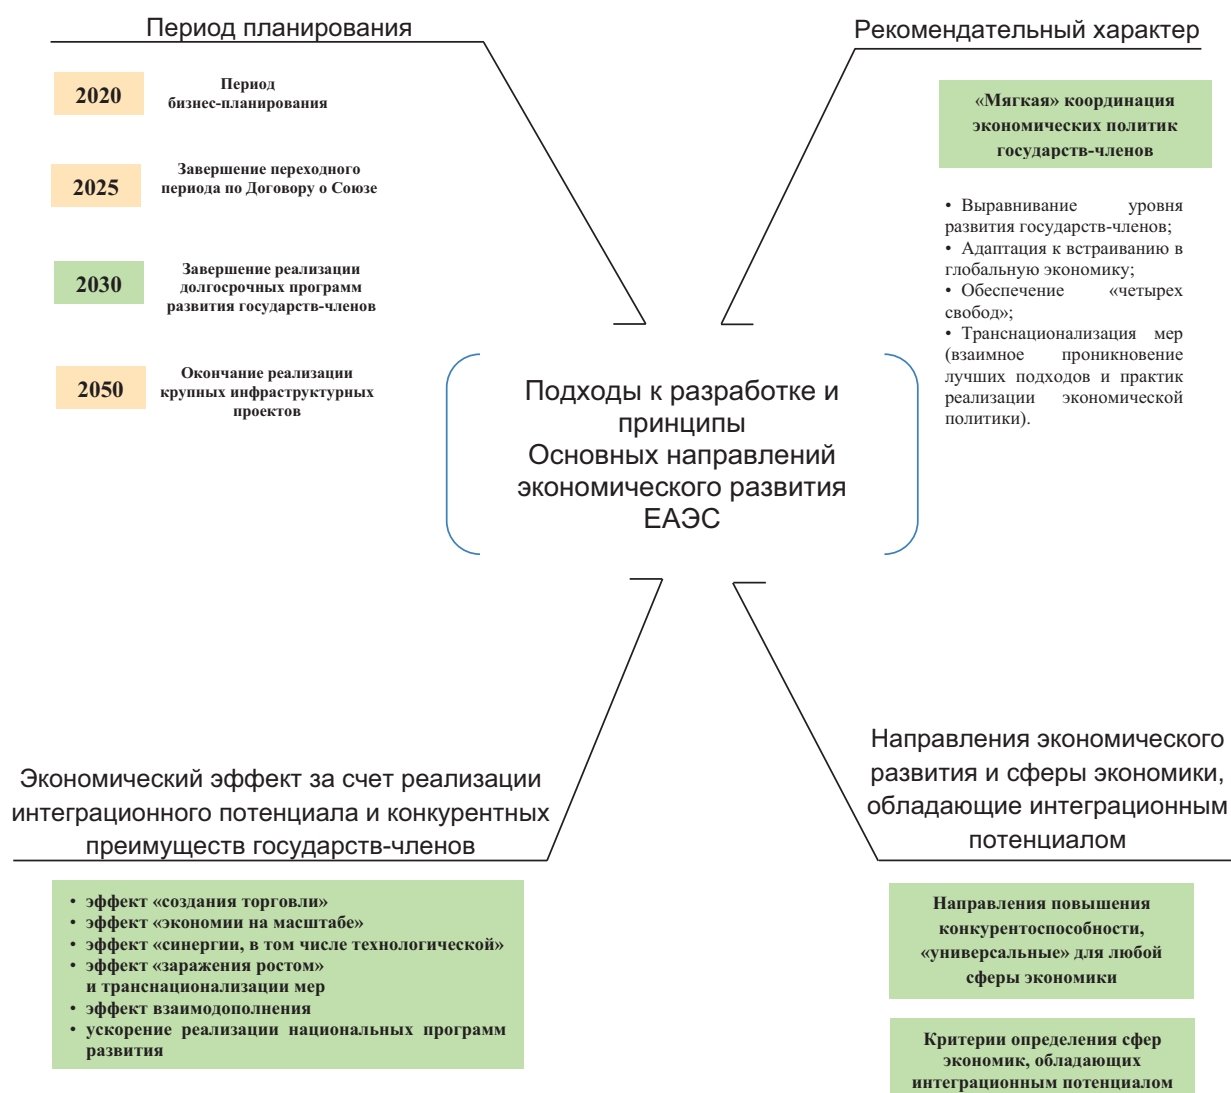 Период планирования
2020
Период
бизнес-планирования
2025
Завершение переходного
периода по Договору о Союзе
2030
Завершение реализации
долгосрочных программ
развития государств-членов
2050
Окончание реализации
крупных инфраструктурных
проектов
Рекомендательный характер
«Мягкая» координация
экономических политик
государств-членов
• Выравнивание уровня
развития государств-членов;
• Адаптация к встраиванию в
глобальную экономику;
• Обеспечение «четырех
свобод»;
• Транснационализация мер
(взаимное проникновение
лучших подходов и практик
реализации экономической
политики).
Подходы к разработке и
принципы
Основных направлений
экономического развития
ЕАЭС
Экономический эффект за счет реализации
интеграционного потенциала и конкурентных
преимуществ государств-членов
• эффект «создания торговли»
• эффект «экономии на масштабе»
• эффект «синергии, в том числе технологической»
• эффект «заражения ростом»
и транснационализации мер
• эффект взаимодополнения
• ускорение реализации национальных программ
развития
Направления экономического
развития и сферы экономики,
обладающие интеграционным
потенциалом
Направления повышения
конкурентоспособности,
«универсальные» для любой
сферы экономики
Критерии определения сфер
экономик, обладающих
интеграционным потенциалом